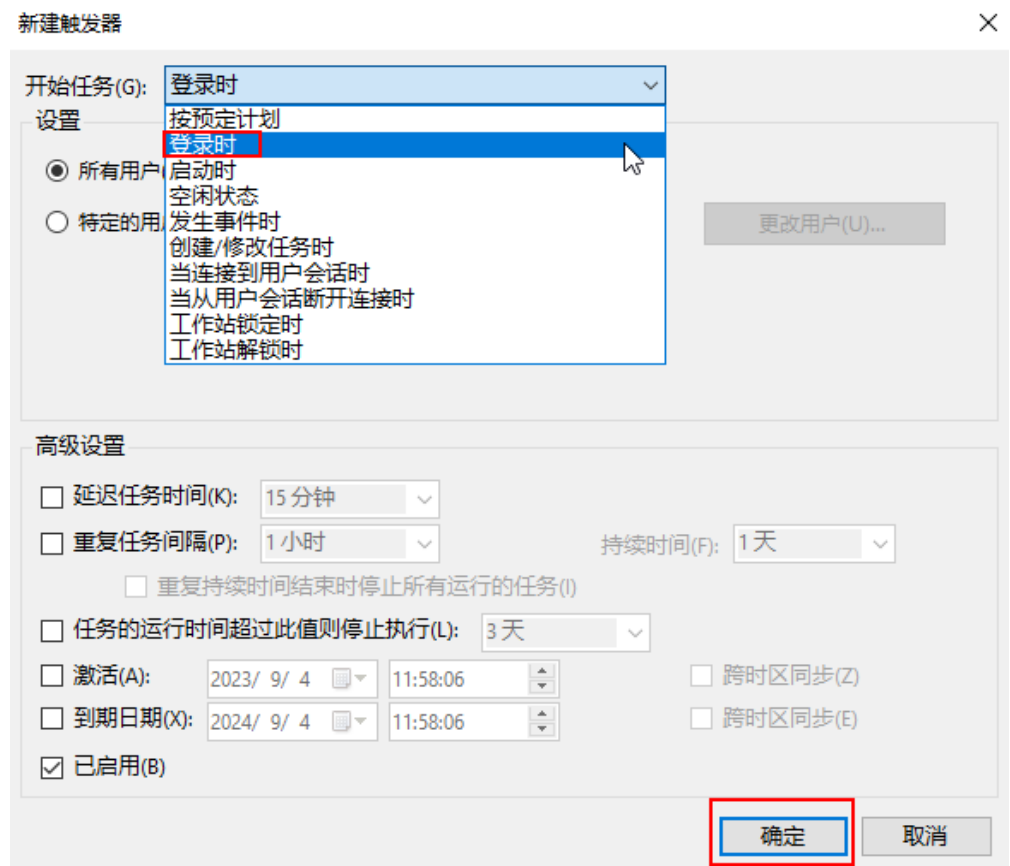 新建触发器
开始任务(G): 登录时
设置
按预定计划
登录时
所有用户 启动时
空闲状态
特定的用 发生事件时
更改用户(U)...
创建/修改任务时
当连接到用户会话时
当从用户会话断开连接时
工作站锁定时
工作站解锁时
高级设置
延迟任务时间(K): 15 分钟
重复任务间隔(P): 1 小时 持续时间(F): 1 天
重复持续时间结束时停止所有运行的任务(I)
任务的运行时间超过此值则停止执行(L): 3 天
激活(A): 2023/ 9/ 4 11:58:06 跨时区同步(Z)
到期日期(X): 2024/ 9/ 4 11:58:06 跨时区同步(E)
已启用(B)
确定 取消